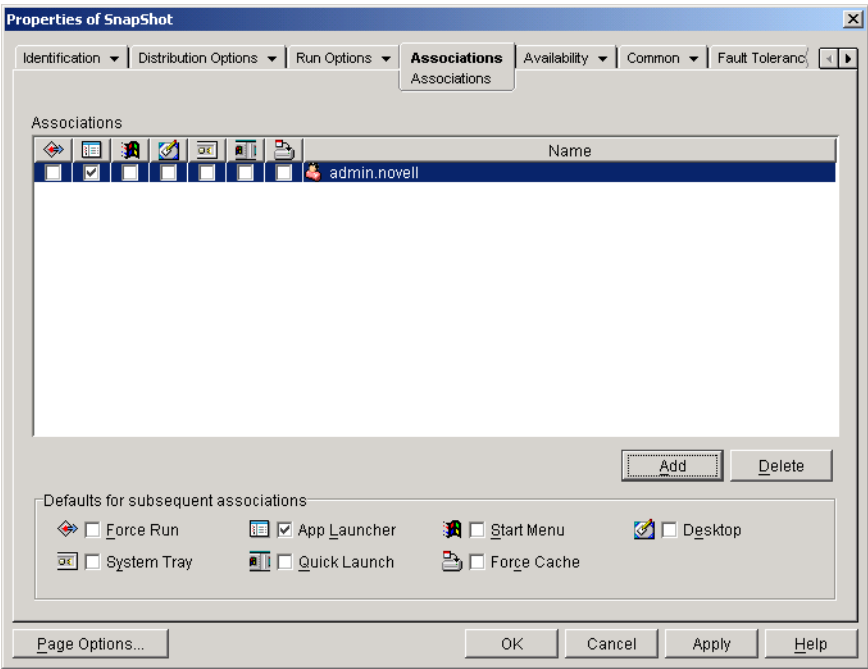 Properties of SnapShot
Identification Distribution Options Run Options Associations Availability Common Fault Toleranc
Associations
Associations
Name
admin.novell
Add Delete
Defaults for subsequent associations
Force Run App Launcher Start Menu Desktop
System Tray Quick Launch Force Cache
Page Options... OK Cancel Apply Help